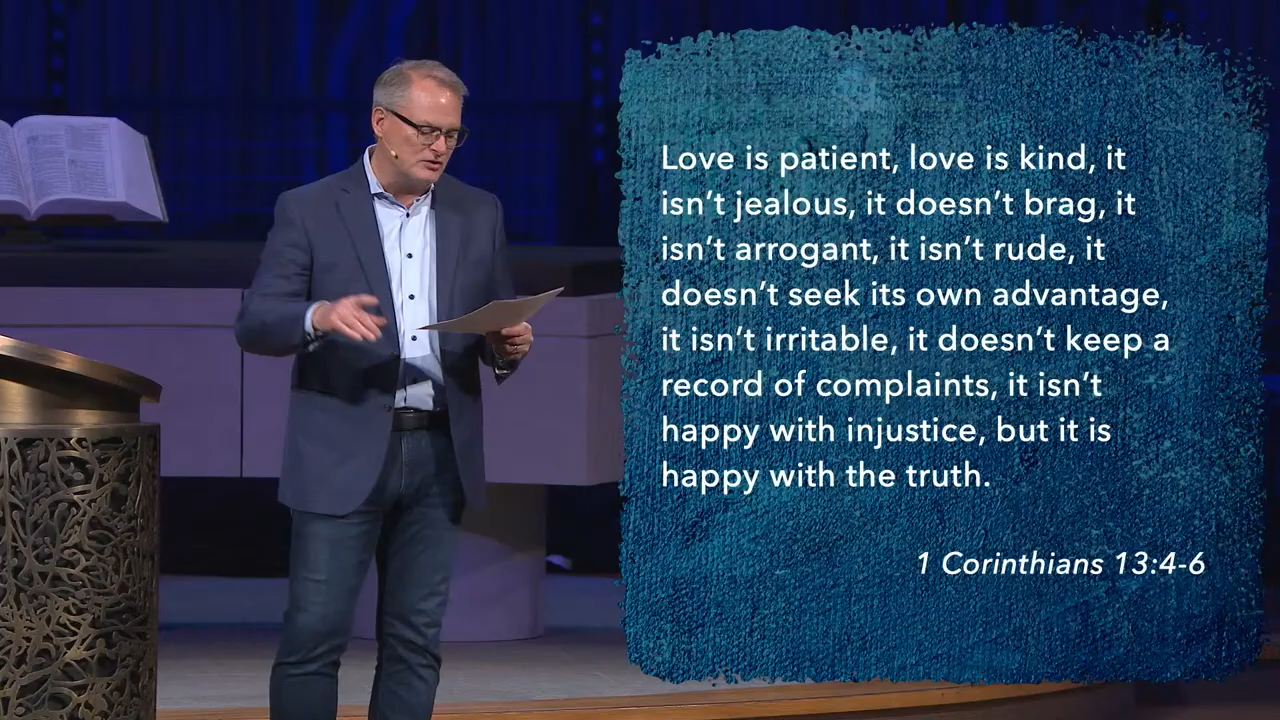 Love is patient, love is kind, it
isn’t jealous, it doesn’t brag, it
isn’t arrogant, it isn’t rude, it
doesn’t seek its own advantage,
it isn’t irritable, it doesn’t keep a
record of complaints, it isn’t
happy with injustice, but it is
happy with the truth.
1 Corinthians 13:4-6